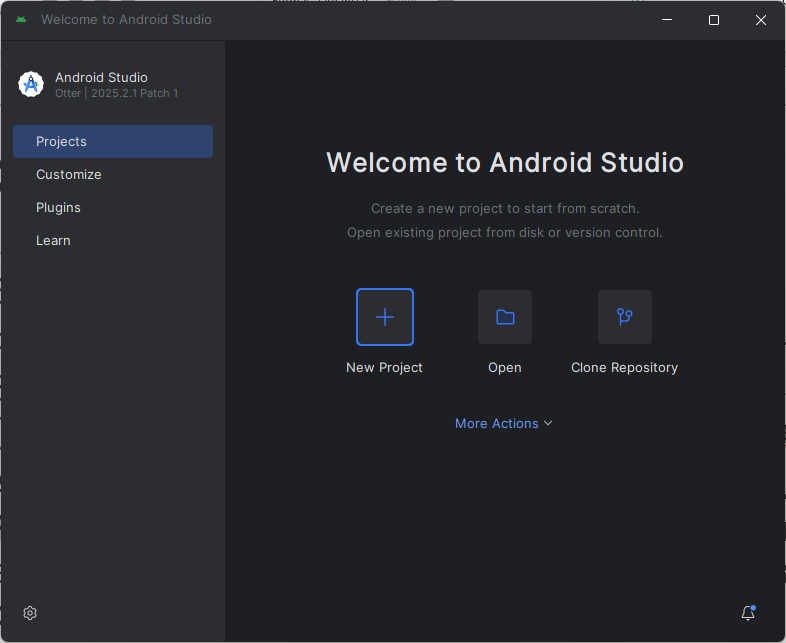 Welcome to Android Studio
Android Studio
Otter | 2025.2.1 Patch 1
Projects
Customize
Plugins
Learn
Welcome to Android Studio
Create a new project to start from scratch.
Open existing project from disk or version control.
New Project
Open
Clone Repository
More Actions